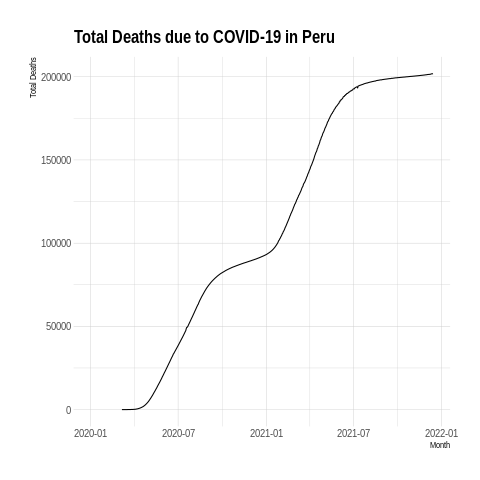 Total Deaths due to COVID-19 in Peru
Total Deaths
200000
150000
100000
50000
0
2020-01 2020-07 2021-01 2021-07 2022-01
Month